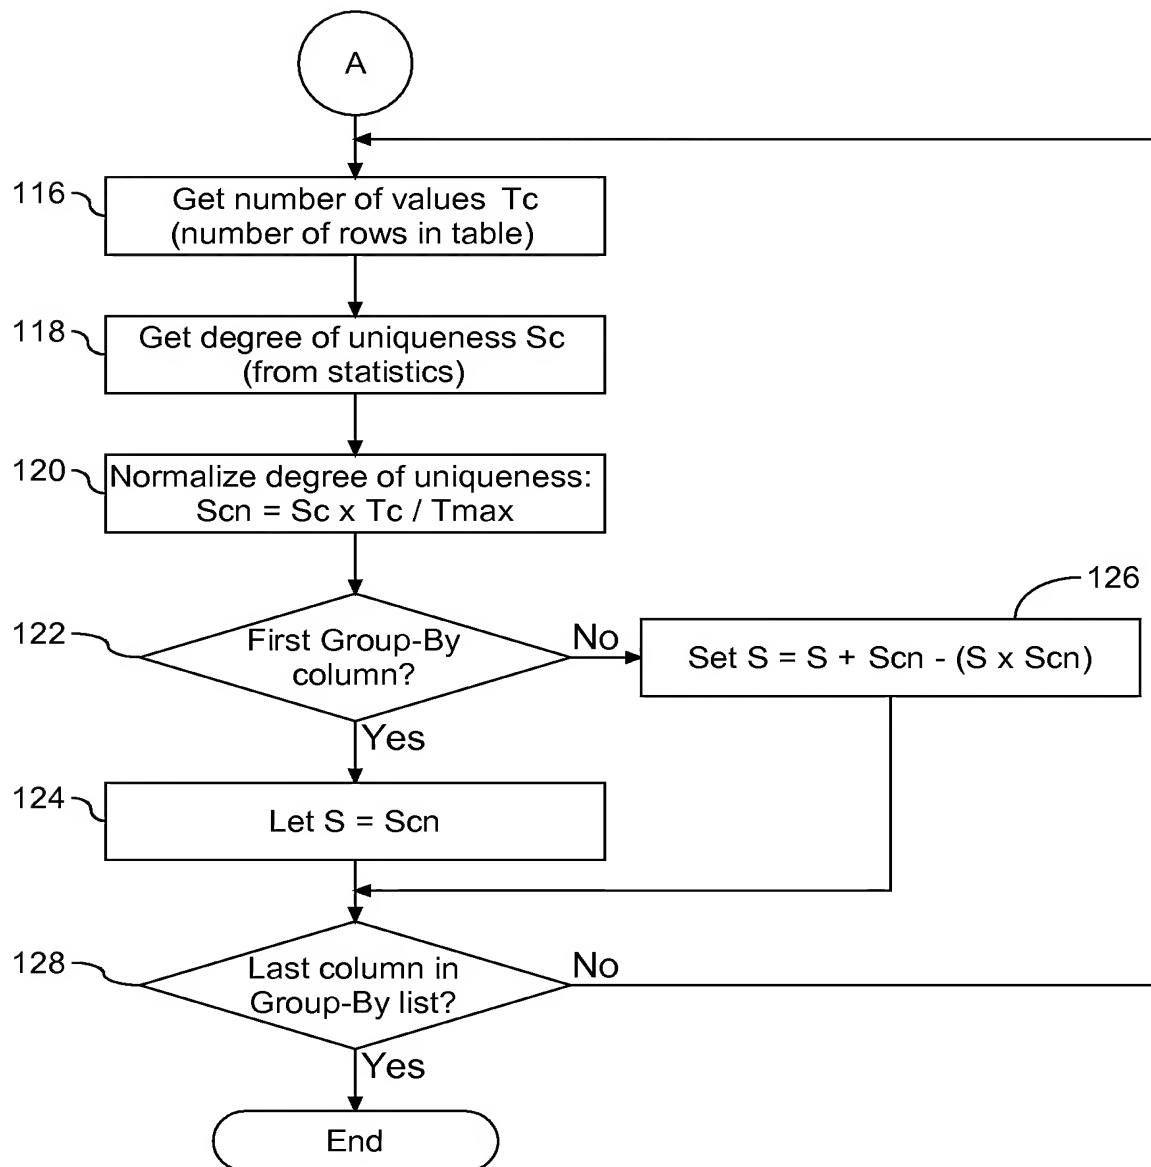 A
116
Get number of values Tc
(number of rows in table)
118
Get degree of uniqueness Sc
(from statistics)
120
Normalize degree of uniqueness:
Scn = Sc x Tc / Tmax
126
122
First Group-By
column?
No
Set S = S + Scn - (S x Scn)
Yes
124
Let S = Scn
128
Last column in
Group-By list?
No
Yes
End